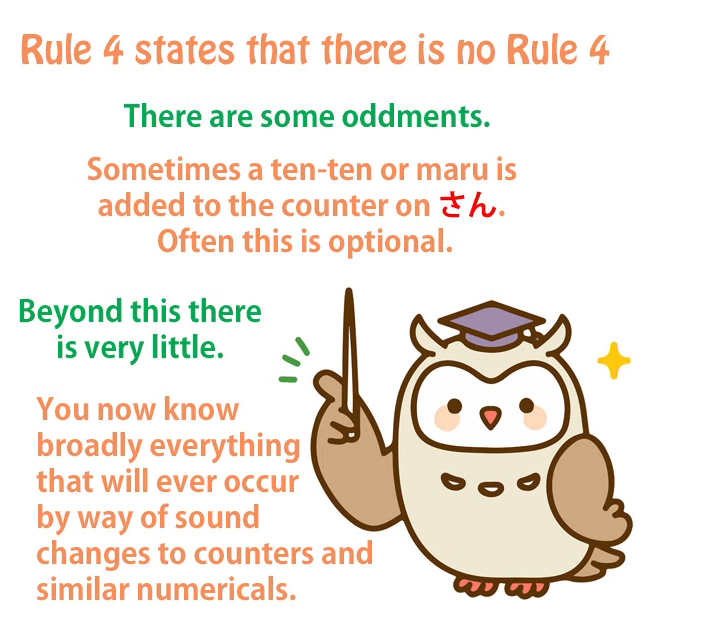 Rule 4 states that there is no Rule 4
There are some oddments.
Sometimes a ten-ten or maru is
added to the counter on さん.
Often this is optional.
Beyond this there
is very little.
You now know
broadly everything
that will ever occur
by way of sound
changes to counters and
similar numericals.